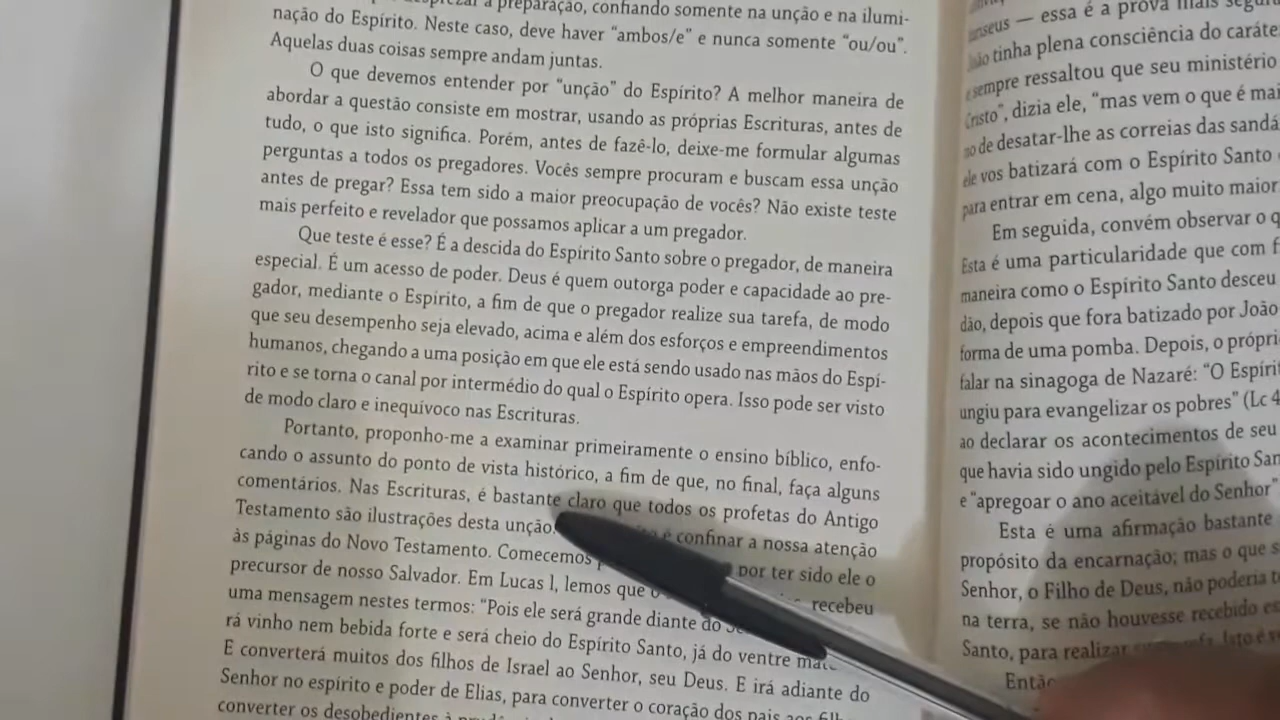 a preparação, confiando somente na unção e na ilumi-
nação do Espírito. Neste caso, deve haver “ambos/e” e nunca somente “ou/ou”.
Aquelas duas coisas sempre andam juntas.
O que devemos entender por “unção” do Espírito? A melhor maneira de
abordar a questão consiste em mostrar, usando as próprias Escrituras, antes de
tudo, o que isto significa. Porém, antes de fazê-lo, deixe-me formular algumas
perguntas a todos os pregadores. Vocês sempre procuram e buscam essa unção
antes de pregar? Essa tem sido a maior preocupação de vocês? Não existe teste
mais perfeito e revelador que possamos aplicar a um pregador.
Que teste é esse? É a descida do Espírito Santo sobre o pregador, de maneira
especial. É um acesso de poder. Deus é quem outorga poder e capacidade ao pre-
gador, mediante o Espírito, a fim de que o pregador realize sua tarefa, de modo
que seu desempenho seja elevado, acima e além dos esforços e empreendimentos
humanos, chegando a uma posição em que ele está sendo usado nas mãos do Espí-
rito e se torna o canal por intermédio do qual o Espírito opera. Isso pode ser visto
de modo claro e inequívoco nas Escrituras.
Portanto, proponho-me a examinar primeiramente o ensino bíblico, enfo-
cando o assunto do ponto de vista histórico, a fim de que, no final, faça alguns
comentários. Nas Escrituras, é bastante claro que todos os profetas do Antigo
Testamento são ilustrações desta unção. é confinar a nossa atenção
às páginas do Novo Testamento. Comecemos por ter sido ele o
precursor de nosso Salvador. Em Lucas 1, lemos que recebeu
uma mensagem nestes termos: “Pois ele será grande diante do
rá vinho nem bebida forte e será cheio do Espírito Santo, já do ventre
E converterá muitos dos filhos de Israel ao Senhor, seu Deus. E irá adiante do
Senhor no espírito e poder de Elias, para converter o coração dos pais aos
converter os desobedientes à
— essa é a prova mais
tinha plena consciência do
sempre ressaltou que seu ministério
dizia ele, “mas vem o que é
de desatar-lhe as correias das
vos batizará com o Espírito Santo
para entrar em cena, algo muito maior
Em seguida, convém observar o
Esta é uma particularidade que com
maneira como o Espírito Santo desceu
dão, depois que fora batizado por João
forma de uma pomba. Depois, o
falar na sinagoga de Nazaré: “O
ungiu para evangelizar os pobres” (Lc
ao declarar os acontecimentos de seu
que havia sido ungido pelo Espírito
e “apregoar o ano aceitável do Senhor”
Esta é uma afirmação bastante
propósito da encarnação; mas o que
Senhor, o Filho de Deus, não poderia
na terra, se não houvesse recebido
Santo, para realizar